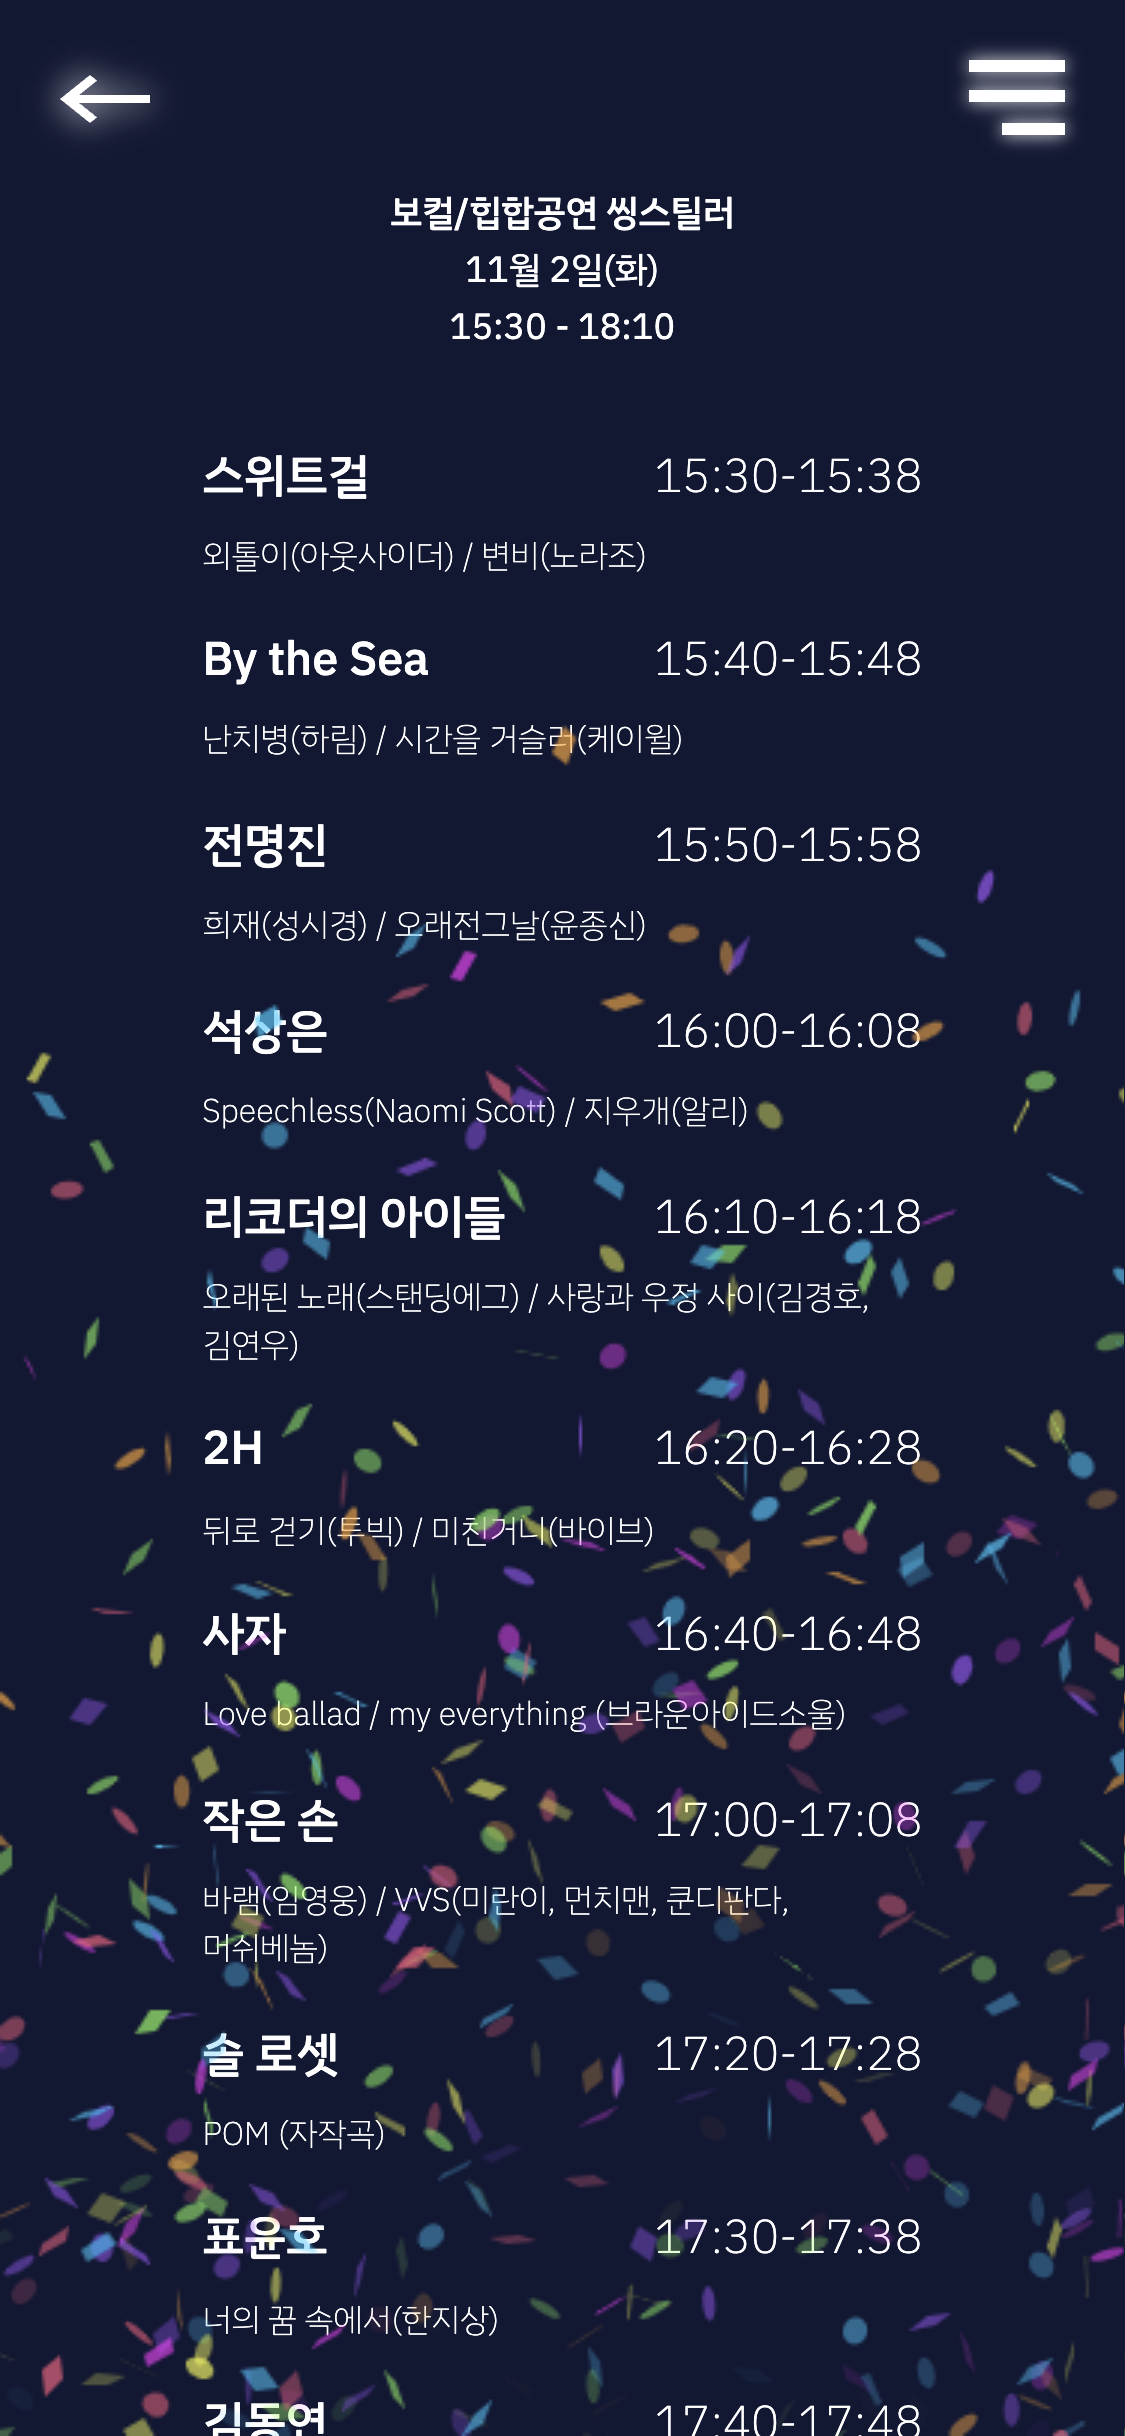 보컬/힙합공연 씽스틸러
11월 2일(화)
15:30 - 18:10
스위트걸 15:30-15:38
외톨이(아웃사이더) / 변비(노라조)
By the Sea 15:40-15:48
난치병(하림) / 시간을 거슬러(케이윌)
전명진 15:50-15:58
희재(성시경) / 오래전그날(윤종신)
석상은 16:00-16:08
Speechless(Naomi Scott) / 지우개(알리)
리코더의 아이들 16:10-16:18
오래된 노래(스탠딩에그) / 사랑과 우정 사이(김경호,
김연우)
2H 16:20-16:28
뒤로 걷기(투빅) / 미친거니(바이브)
사자 16:40-16:48
Love ballad / my everything (브라운아이드소울)
작은 손 17:00-17:08
바램(임영웅) / VVS(미란이, 먼치맨, 쿤디판다,
머쉬베놈)
솔 로셋 17:20-17:28
POM (자작곡)
표윤호 17:30-17:38
너의 꿈 속에서(한지상)
김동연 17:40-17:48